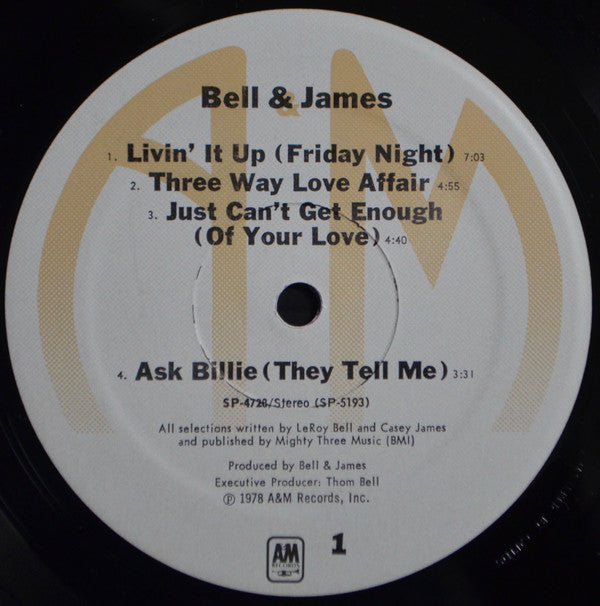 Bell & James
1. Livin' It Up (Friday Night) 7:03
2. Three Way Love Affair 4:55
3. Just Can't Get Enough
(Of Your Love) 4:40
4. Ask Billie (They Tell Me) 3:31
SP-4728/Stereo (SP-5193)
All selections written by LeRoy Bell and Casey James
and published by Mighty Three Music (BMI)
Produced by Bell & James
Executive Producer: Thom Bell
℗ 1978 A&M Records, Inc.
AM
RECORDS
1